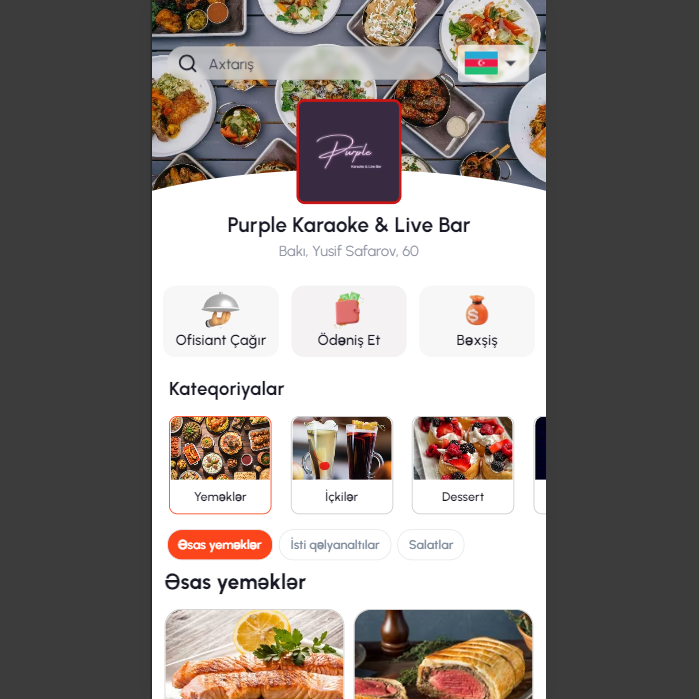 Axtarış
Purple
Karaoke & Live Bar
Purple Karaoke & Live Bar
Bakı, Yusif Səfərov, 60
Ofisiant Çağır
Ödəniş Et
Bəxşiş
Kateqoriyalar
Yeməklər
İçkilər
Dessert
Əsas yeməklər
İsti qəlyanaltılar
Salatlar
Əsas yeməklər